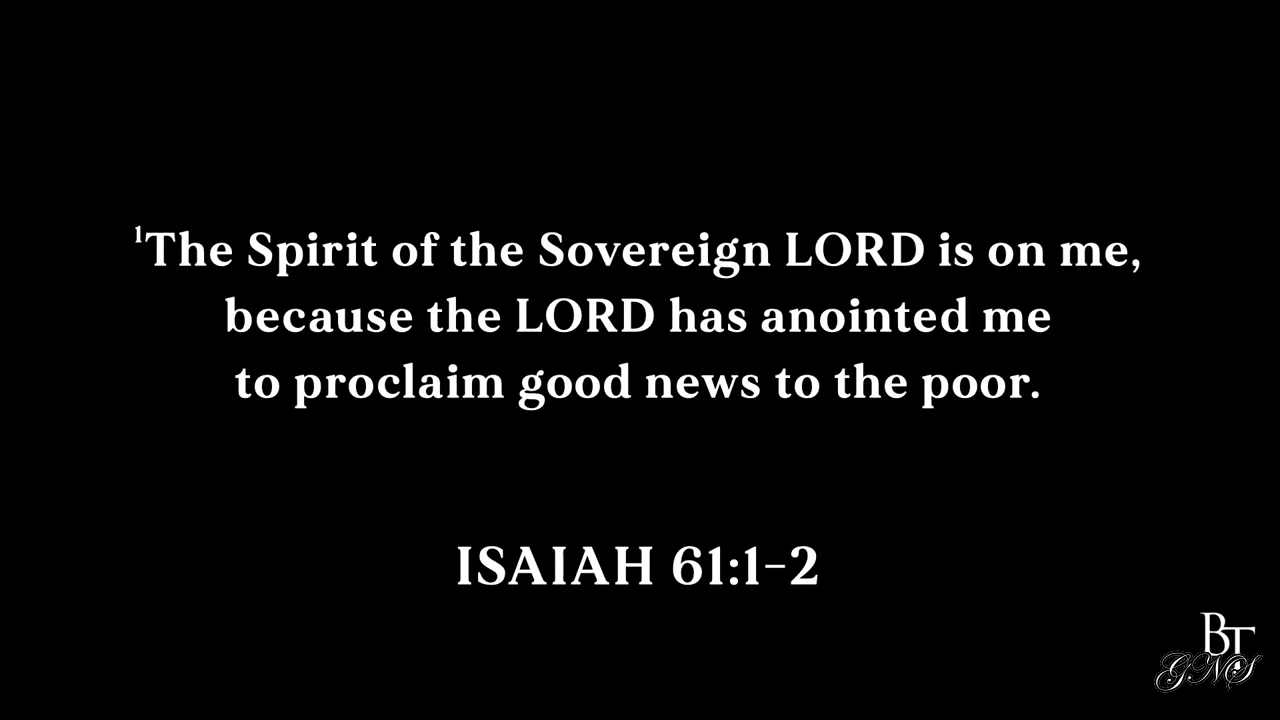 ¹The Spirit of the Sovereign LORD is on me,
because the LORD has anointed me
to proclaim good news to the poor.
ISAIAH 61:1-2
BT
GNS